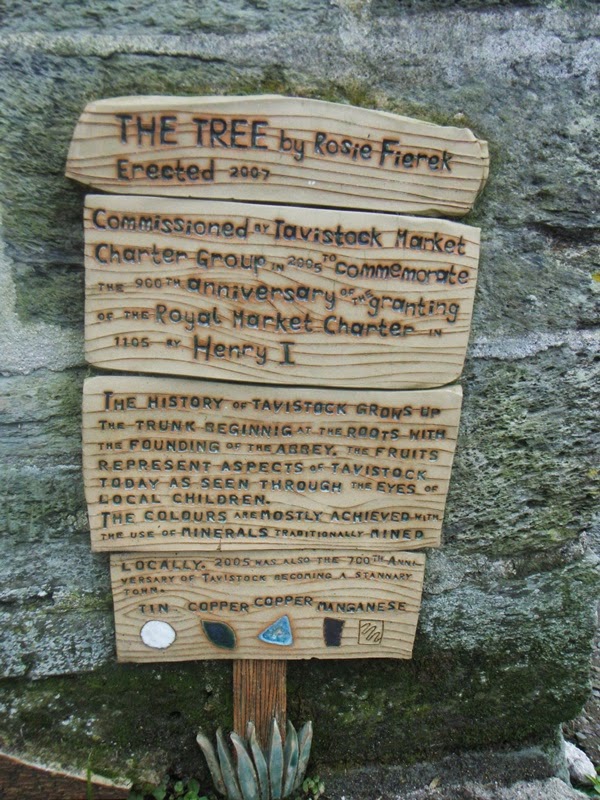 THE TREE by Rosie Fierek
Erected 2007
Commissioned BY Tavistock Market
Charter Group IN 2005 TO commemorate
THE 900TH anniversary OF THE granting
OF THE Royal Market Charter IN
1105 BY Henry I
THE HISTORY OF TAVISTOCK GROWS UP
THE TRUNK BEGINNIG AT THE ROOTS WITH
THE FOUNDING OF THE ABBEY. THE FRUITS
REPRESENT ASPECTS OF TAVISTOCK
TODAY AS SEEN THROUGH THE EYES OF
LOCAL CHILDREN.
THE COLOURS ARE MOSTLY ACHIEVED WITH
THE USE OF MINERALS TRADITIONALLY MINED
LOCALLY. 2005 WAS ALSO THE 700TH ANNI-
VERSARY OF TAVISTOCK BECOMING A STANNARY
TOWN.
TIN COPPER COPPER MANGANESE